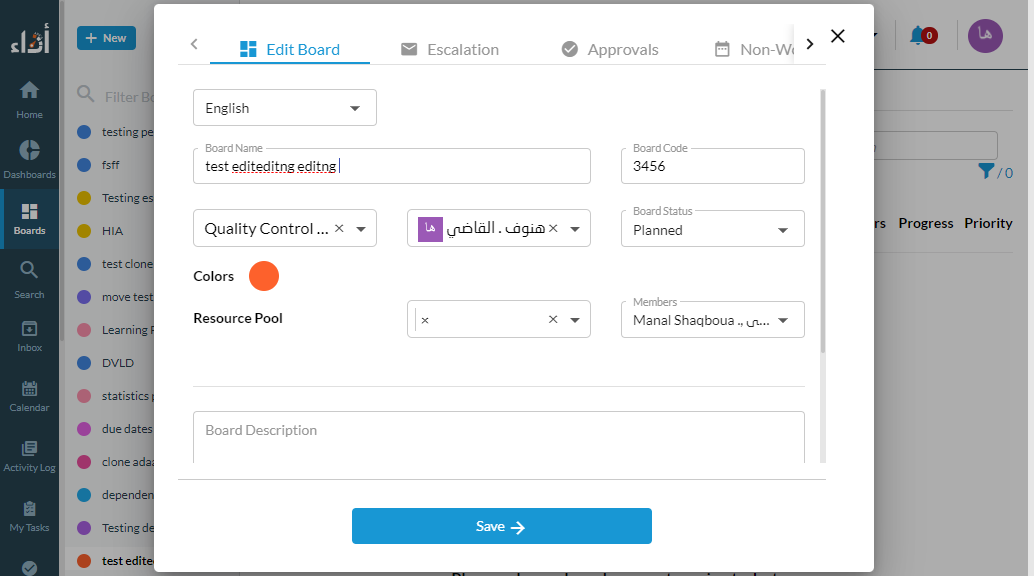 أداء
Home
Dashboards
Boards
Search
Inbox
Calendar
Activity Log
My Tasks
+ New
Filter Bo
testing pe
fsff
Testing es
HIA
test clone
move test
Learning
DVLD
statistics
due dates
clone adaa
dependen
Testing de
test edite
Edit Board
Escalation
Approvals
Non-Wo
English
Board Name
test editeditng editng
Board Code
3456
Quality Control ... ×
ها هنوف . القاضي ×
Board Status
Planned
Colors
Resource Pool
× ×
Members
Manal Shaqboua ., ...
Board Description
Save →
0
ها
/ 0
rs Progress Priority